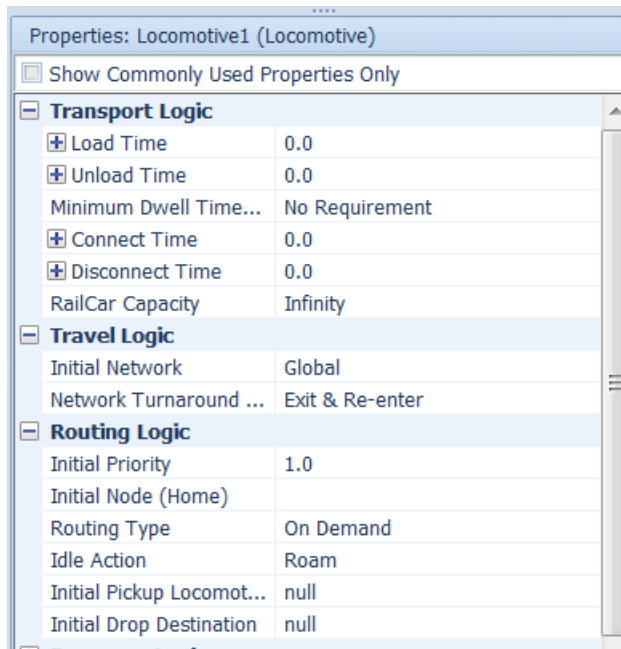 Properties: Locomotive1 (Locomotive)
Show Commonly Used Properties Only
Transport Logic
Load Time 0.0
Unload Time 0.0
Minimum Dwell Time... No Requirement
Connect Time 0.0
Disconnect Time 0.0
RailCar Capacity Infinity
Travel Logic
Initial Network Global
Network Turnaround ... Exit & Re-enter
Routing Logic
Initial Priority 1.0
Initial Node (Home)
Routing Type On Demand
Idle Action Roam
Initial Pickup Locomot... null
Initial Drop Destination null